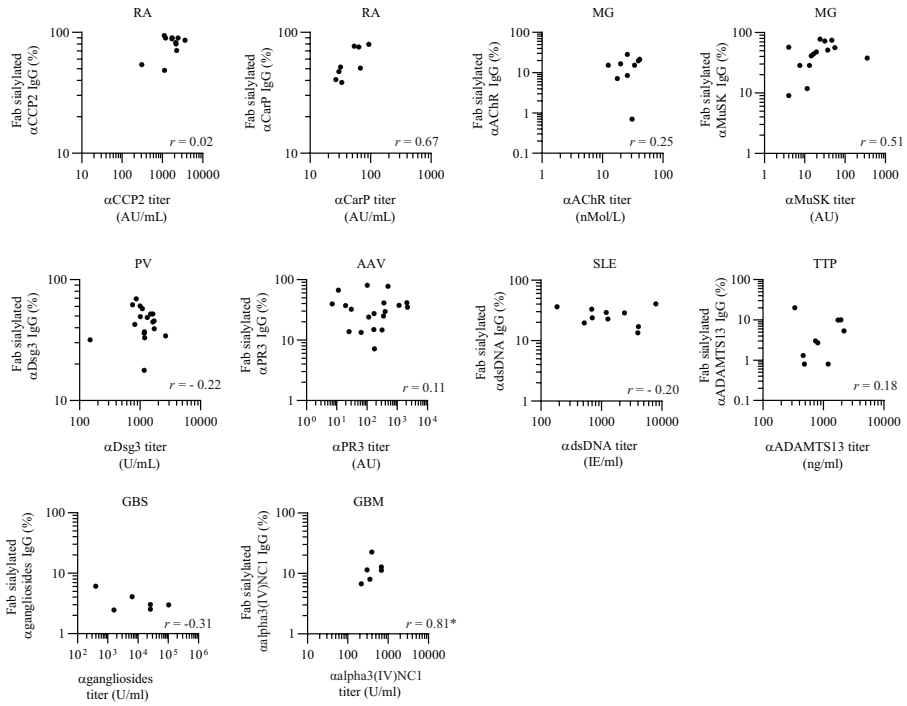 RA
Fab sialylated
αCCP2 IgG (%)
100
10
r = 0.02
10 100 1000 10000
αCCP2 titer
(AU/mL)
RA
Fab sialylated
αCarP IgG (%)
100
10
r = 0.67
10 100 1000
αCarP titer
(AU/mL)
MG
Fab sialylated
αAChR IgG (%)
100
10
1
0.1
r = 0.25
1 10 100
αAChR titer
(nMol/L)
MG
Fab sialylated
αMuSK IgG (%)
100
10
1
r = 0.51
1 10 100 1000
αMuSK titer
(AU)
PV
Fab sialylated
αDsg3 IgG (%)
100
10
r = - 0.22
100 1000 10000
αDsg3 titer
(U/mL)
AAV
Fab sialylated
αPR3 IgG (%)
100
10
1
r = 0.11
10⁰ 10¹ 10² 10³ 10⁴
αPR3 titer
(AU)
SLE
Fab sialylated
αdsDNA IgG (%)
100
10
1
r = - 0.20
100 1000 10000
αdsDNA titer
(IE/ml)
TTP
Fab sialylated
αADAMTS13 IgG (%)
100
10
1
0.1
r = 0.18
100 1000 10000
αADAMTS13 titer
(ng/ml)
GBS
Fab sialylated
αgangliosides IgG (%)
100
10
1
r = -0.31
10² 10³ 10⁴ 10⁵ 10⁶
αgangliosides
titer (U/ml)
GBM
Fab sialylated
αalpha3(IV)NC1 IgG (%)
100
10
1
r = 0.81*
10 100 1000 10000
αalpha3(IV)NC1
titer (U/ml)